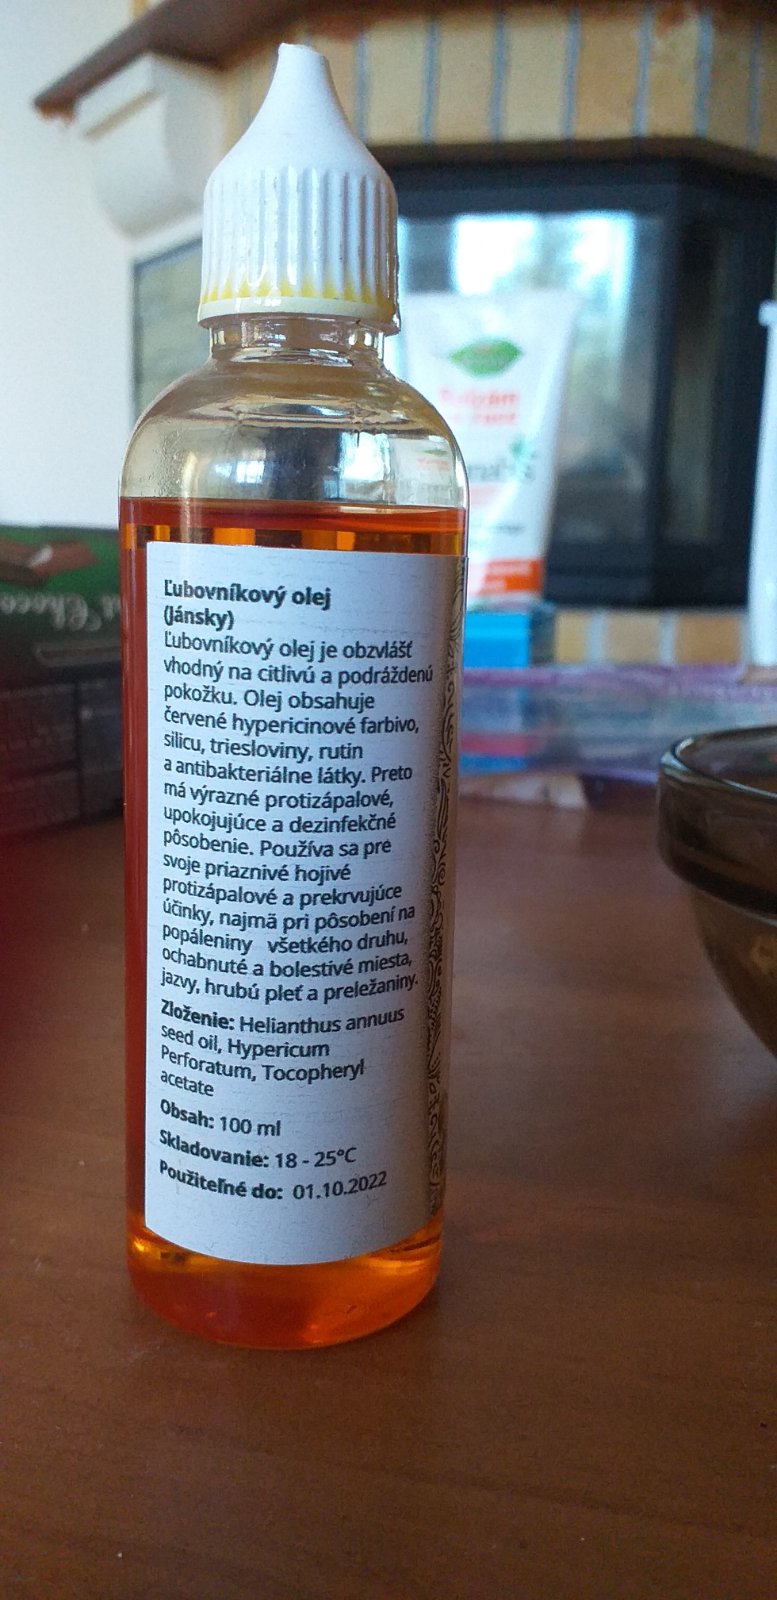 Ľubovníkový olej
(Jánsky)
Ľubovníkový olej je obzvlášť
vhodný na citlivú a podráždenú
pokožku. Olej obsahuje
červené hypericinové farbivo,
silicu, triesloviny, rutín
a antibakteriálne látky. Preto
má výrazné protizápalové,
upokojujúce a dezinfekčné
pôsobenie. Používa sa pre
svoje priaznivé hojivé
protizápalové a prekrvujúce
účinky, najmä pri pôsobení na
popáleniny všetkého druhu,
ochabnuté a bolestivé miesta,
jazvy, hrubú pleť a preležaniny.
Zloženie: Helianthus annuus
seed oil, Hypericum
Perforatum, Tocopheryl
acetate
Obsah: 100 ml
Skladovanie: 18 - 25°C
Použiteľné do: 01.10.2022
Choco